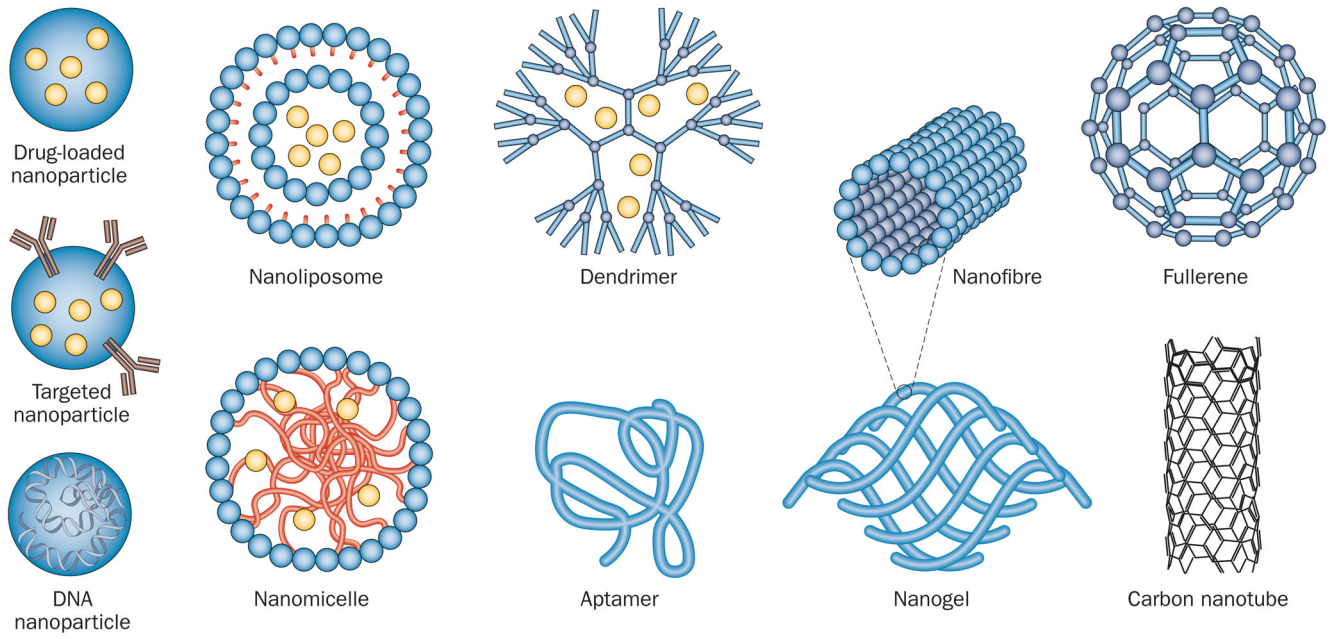 Drug-loaded
nanoparticle
Nanoliposome
Dendrimer
Nanofibre
Fullerene
Targeted
nanoparticle
DNA
nanoparticle
Nanomicelle
Aptamer
Nanogel
Carbon nanotube